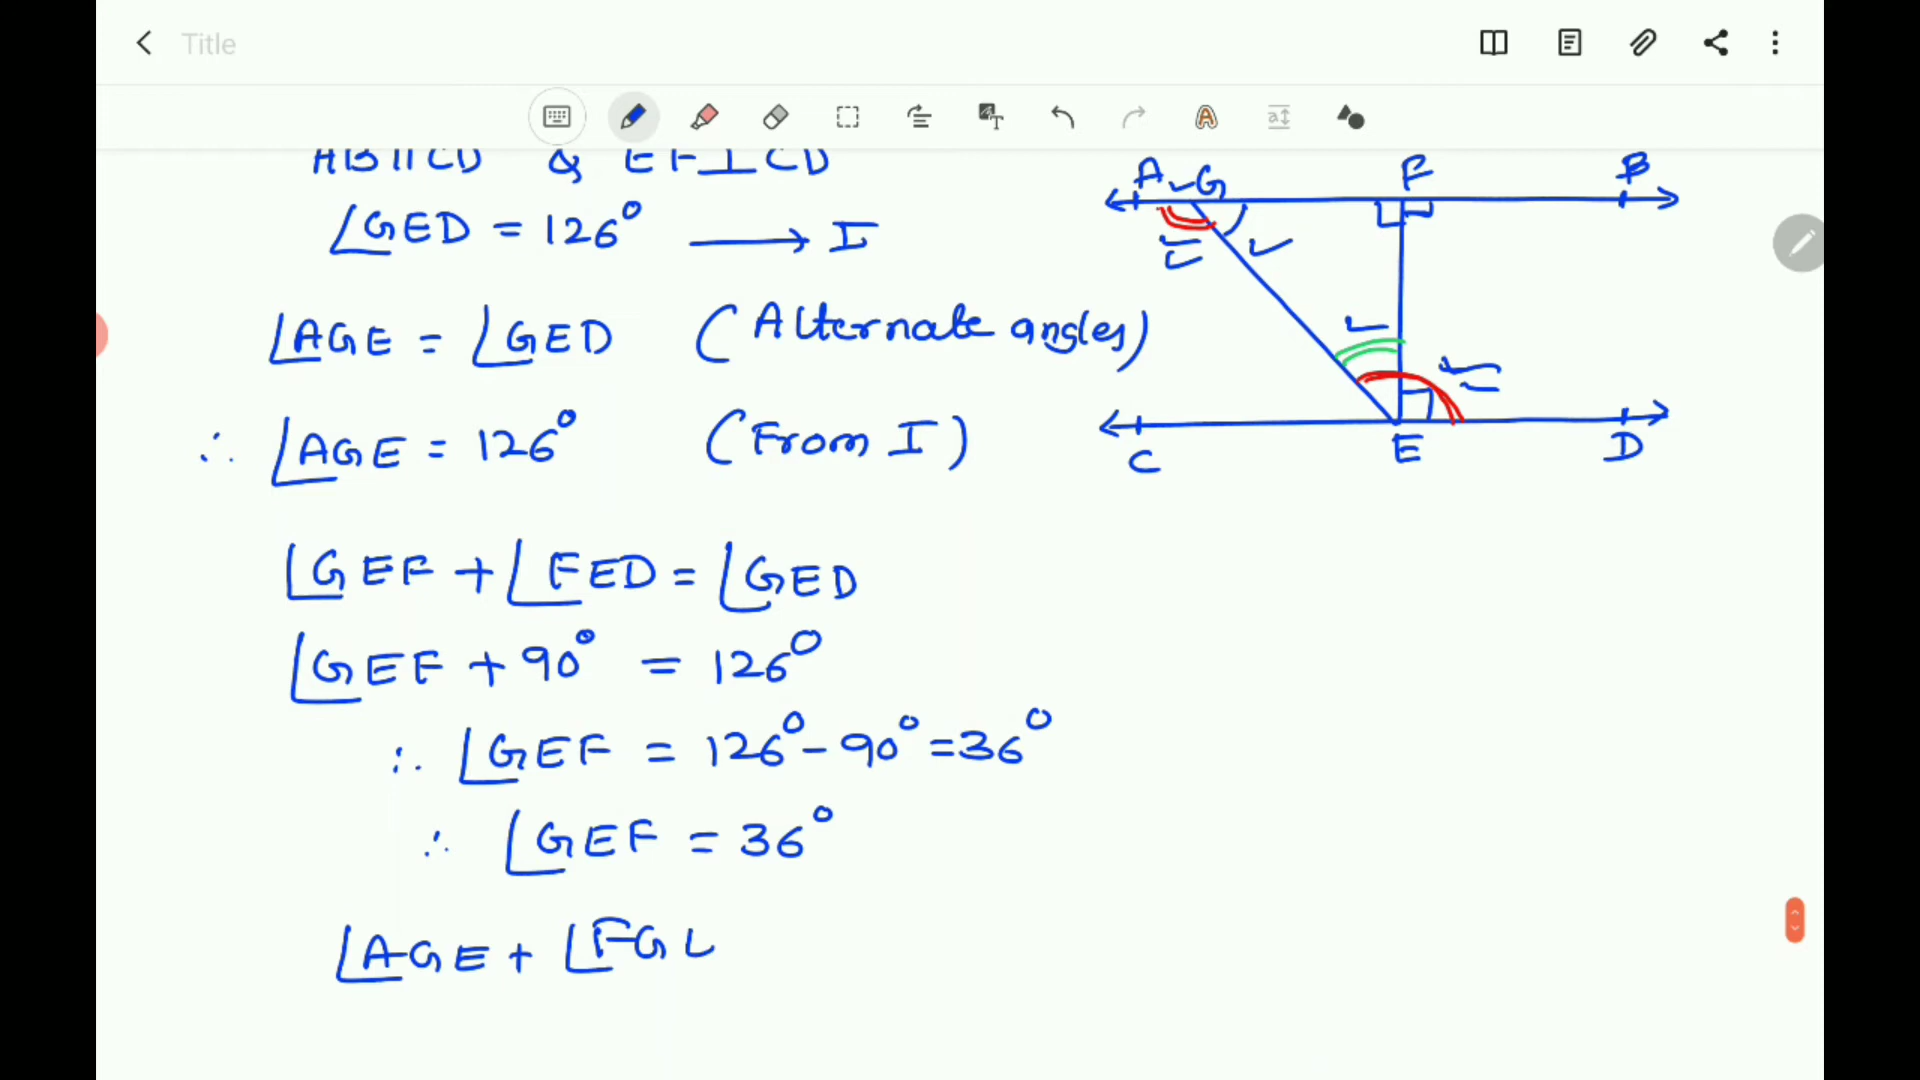 Title
AB||CD & EF⊥CD
∠GED = 126° ⟶ I
∠AGE = ∠GED (Alternate angles)
∴ ∠AGE = 126° (From I)
∠GEF + ∠FED = ∠GED
∠GEF + 90° = 126°
∴ ∠GEF = 126° - 90° = 36°
∴ ∠GEF = 36°
∠AGE + ∠FG
A G F B
C E D